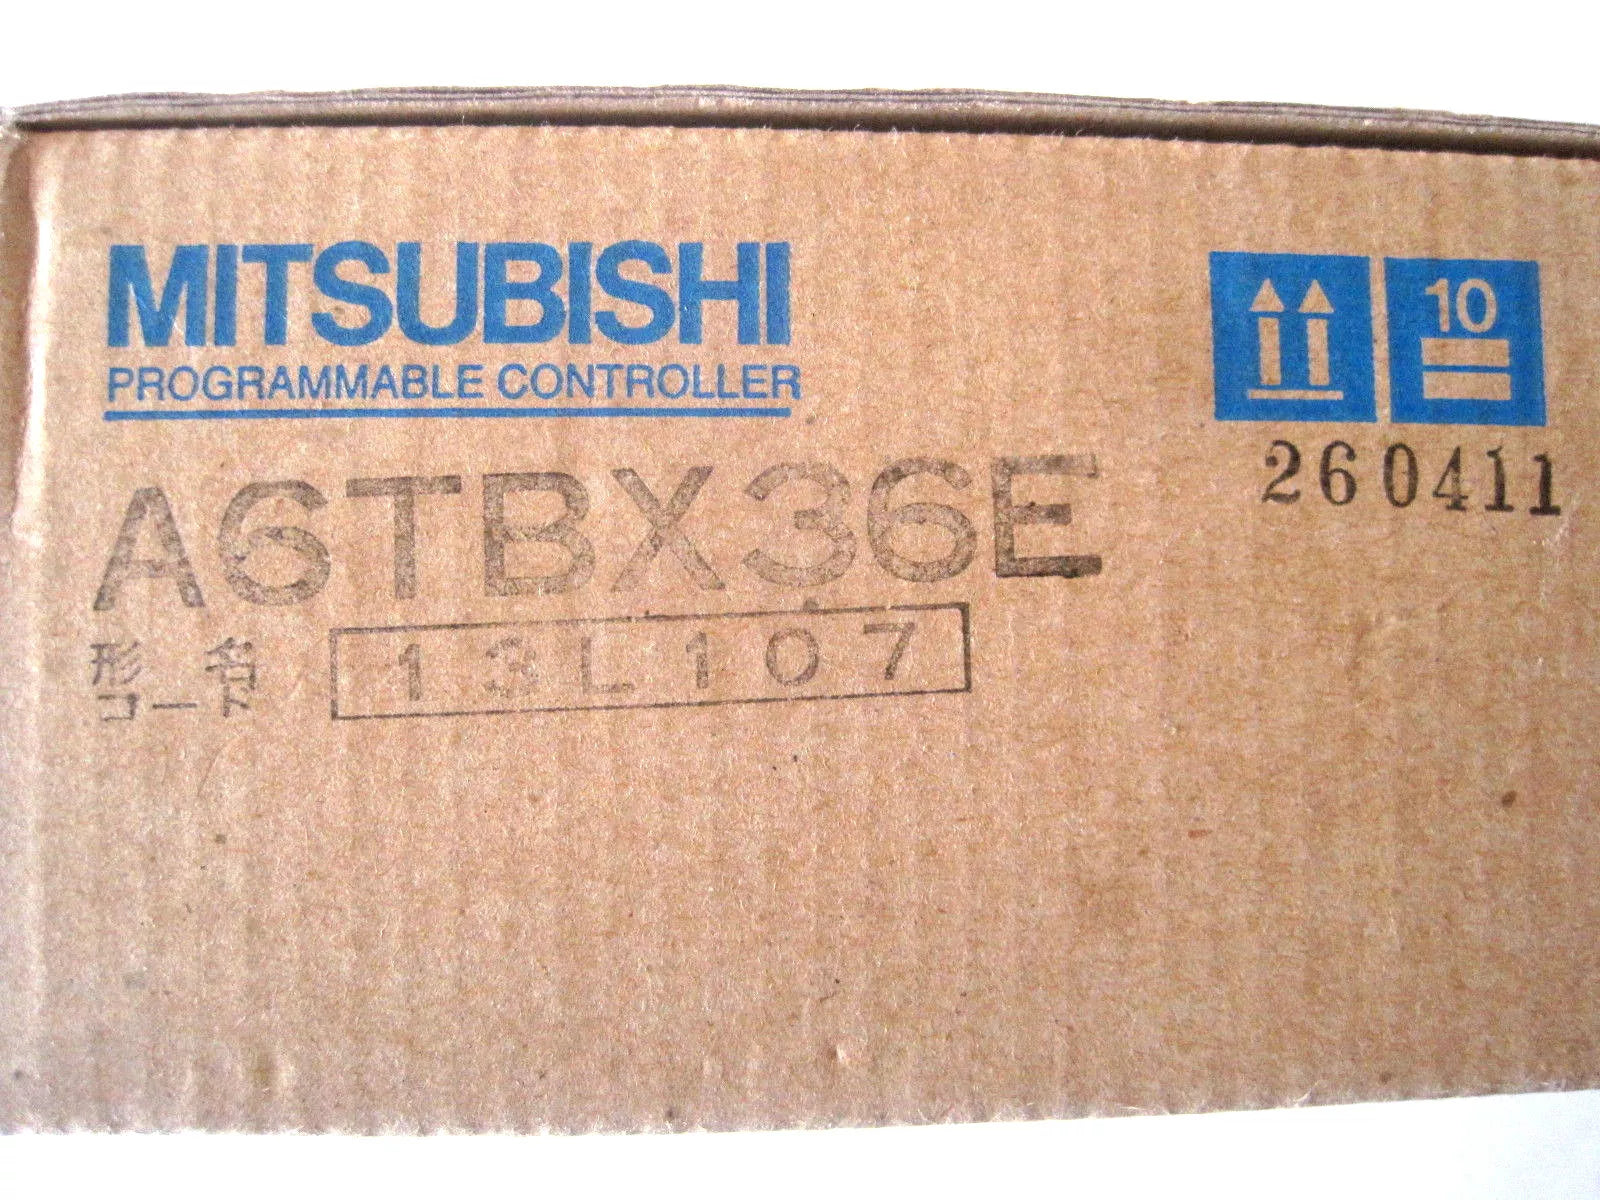 MITSUBISHI
PROGRAMMABLE CONTROLLER
10
260411
A6TBX36E
形名
コード
13L107